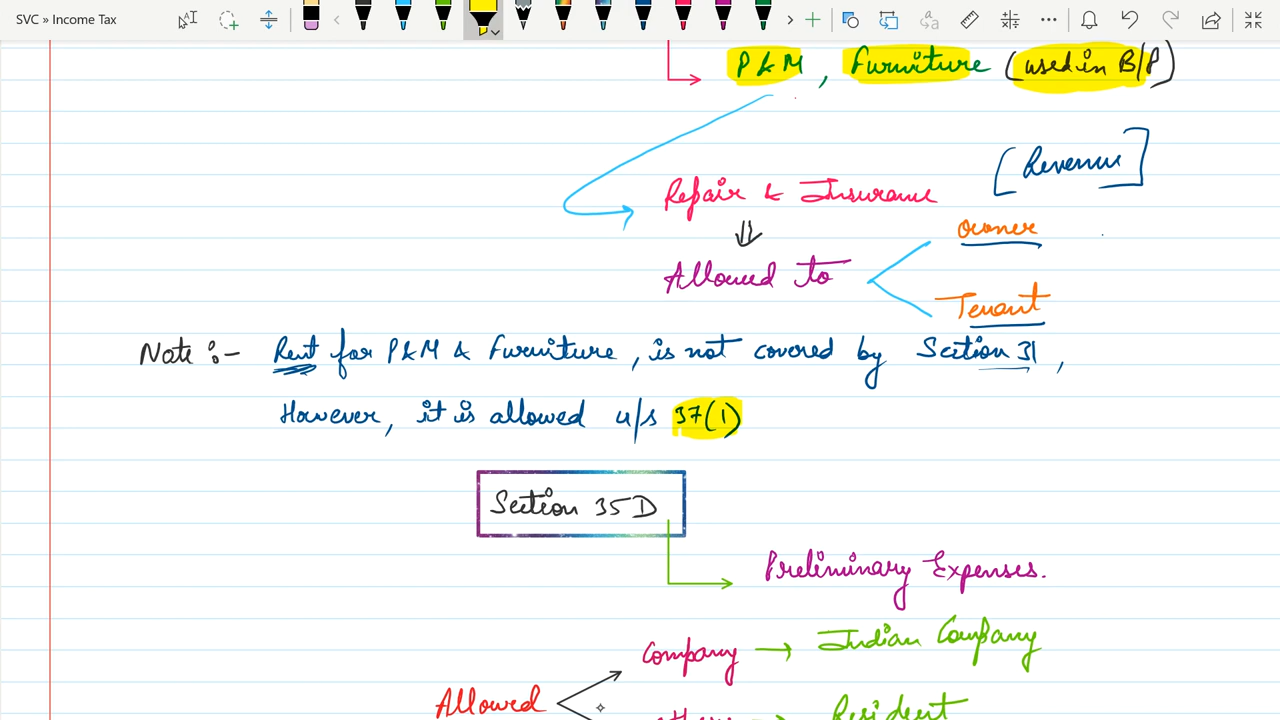 SVC » Income Tax
P&M, Furniture (used in B/P)
[Revenue]
Repair & Insurance
Owner
Allowed to
Tenant
Note :- Rent for P&M & Furniture, is not covered by Section 31,
However, it is allowed u/s 37(1)
Section 35D
Preliminary Expenses.
Company → Indian Company
Allowed
Resident